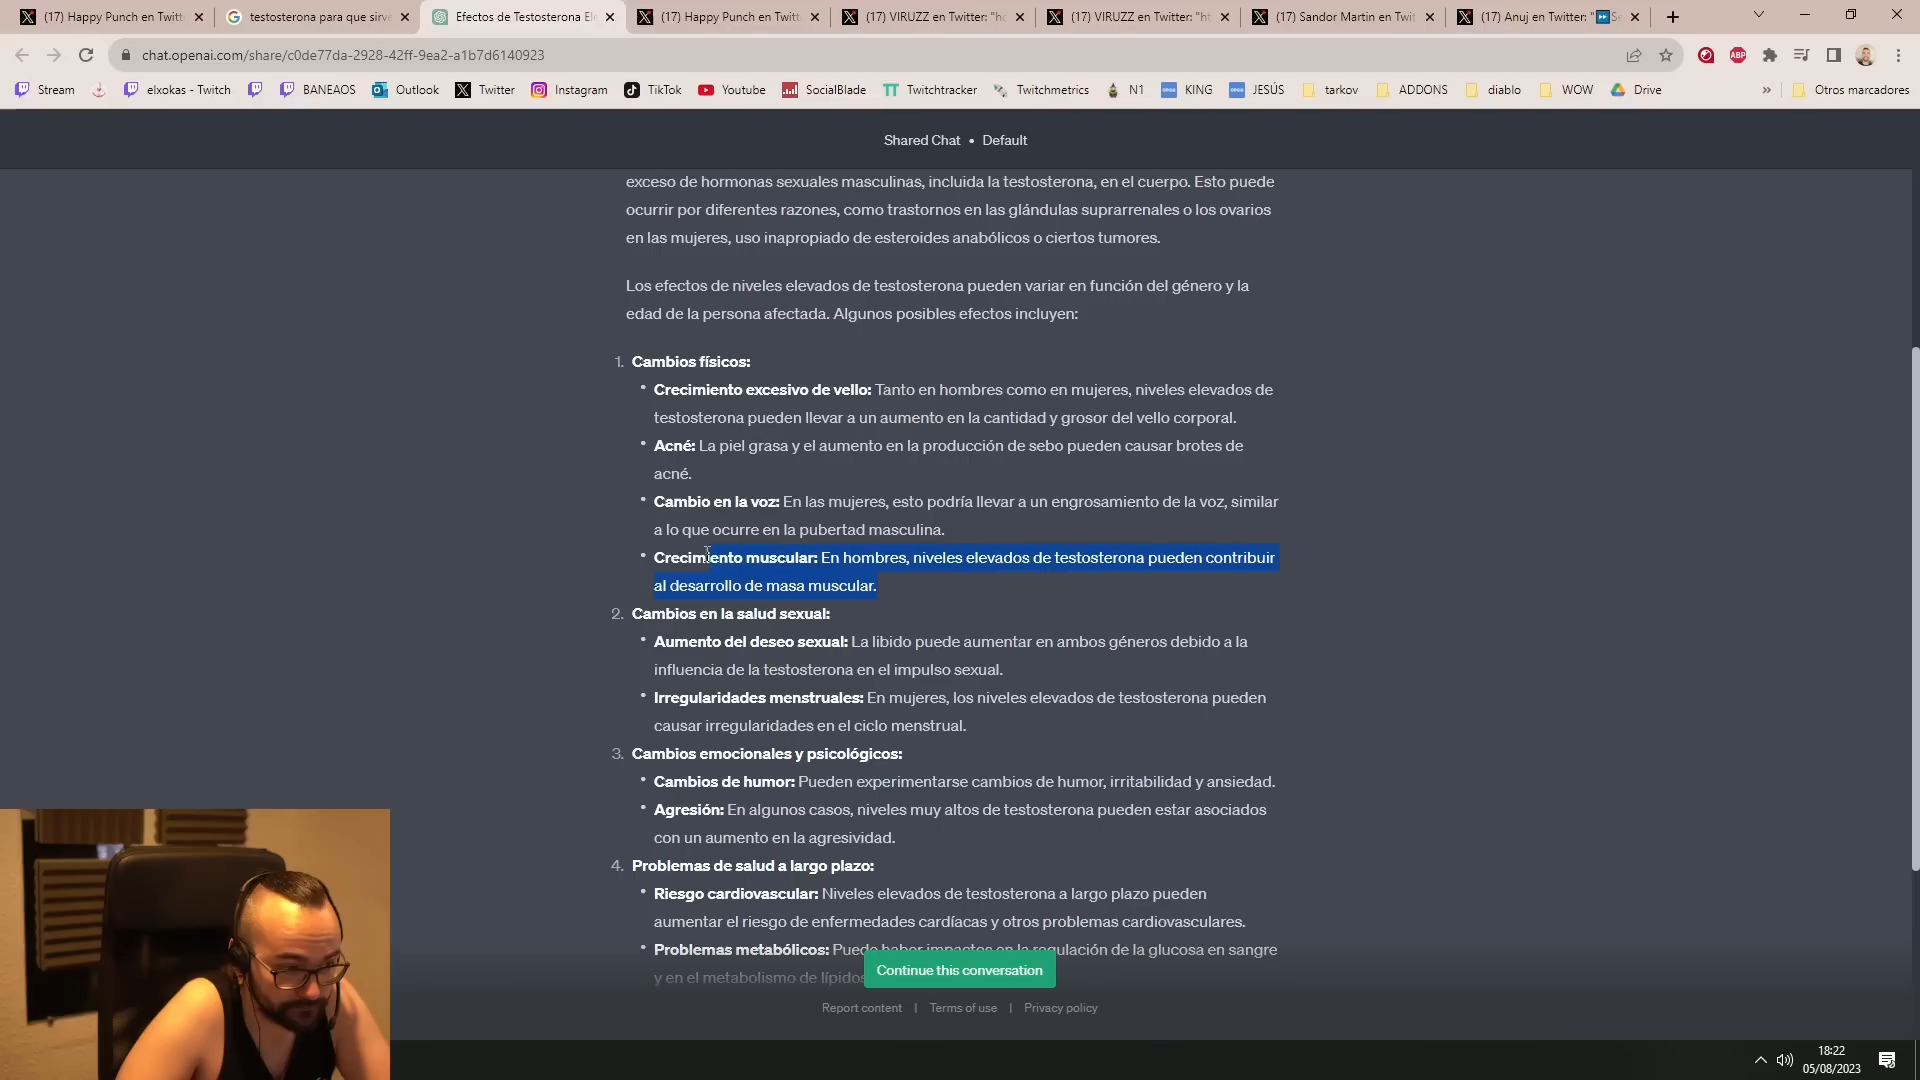 (17) Happy Punch en Twitt
testosterona para que sirve
Efectos de Testosterona Ele
(17) Happy Punch en Twitt
(17) VIRUZZ en Twitter: "ho
(17) VIRUZZ en Twitter: "ht
(17) Sandor Martin en Twit
(17) Anuj en Twitter: "⏩Se
chat.openai.com/share/c0de77da-2928-42ff-9ea2-a1b7d6140923
ABP
Stream
elxokas - Twitch
BANEAOS
Outlook
Twitter
Instagram
TikTok
Youtube
SocialBlade
Twitchtracker
Twitchmetrics
N1
KING
JESÚS
tarkov
ADDONS
diablo
WOW
Drive
»
Otros marcadores
Shared Chat • Default
exceso de hormonas sexuales masculinas, incluida la testosterona, en el cuerpo. Esto puede
ocurrir por diferentes razones, como trastornos en las glándulas suprarrenales o los ovarios
en las mujeres, uso inapropiado de esteroides anabólicos o ciertos tumores.
Los efectos de niveles elevados de testosterona pueden variar en función del género y la
edad de la persona afectada. Algunos posibles efectos incluyen:
1. Cambios físicos:
• Crecimiento excesivo de vello: Tanto en hombres como en mujeres, niveles elevados de
testosterona pueden llevar a un aumento en la cantidad y grosor del vello corporal.
• Acné: La piel grasa y el aumento en la producción de sebo pueden causar brotes de
acné.
• Cambio en la voz: En las mujeres, esto podría llevar a un engrosamiento de la voz, similar
a lo que ocurre en la pubertad masculina.
• Crecimiento muscular: En hombres, niveles elevados de testosterona pueden contribuir
al desarrollo de masa muscular.
2. Cambios en la salud sexual:
• Aumento del deseo sexual: La libido puede aumentar en ambos géneros debido a la
influencia de la testosterona en el impulso sexual.
• Irregularidades menstruales: En mujeres, los niveles elevados de testosterona pueden
causar irregularidades en el ciclo menstrual.
3. Cambios emocionales y psicológicos:
• Cambios de humor: Pueden experimentarse cambios de humor, irritabilidad y ansiedad.
• Agresión: En algunos casos, niveles muy altos de testosterona pueden estar asociados
con un aumento en la agresividad.
4. Problemas de salud a largo plazo:
• Riesgo cardiovascular: Niveles elevados de testosterona a largo plazo pueden
aumentar el riesgo de enfermedades cardíacas y otros problemas cardiovasculares.
• Problemas metabólicos: Puede haber impactos en la regulación de la glucosa en sangre
y en el metabolismo de lípidos
Continue this conversation
Report content | Terms of use | Privacy policy
18:22
05/08/2023